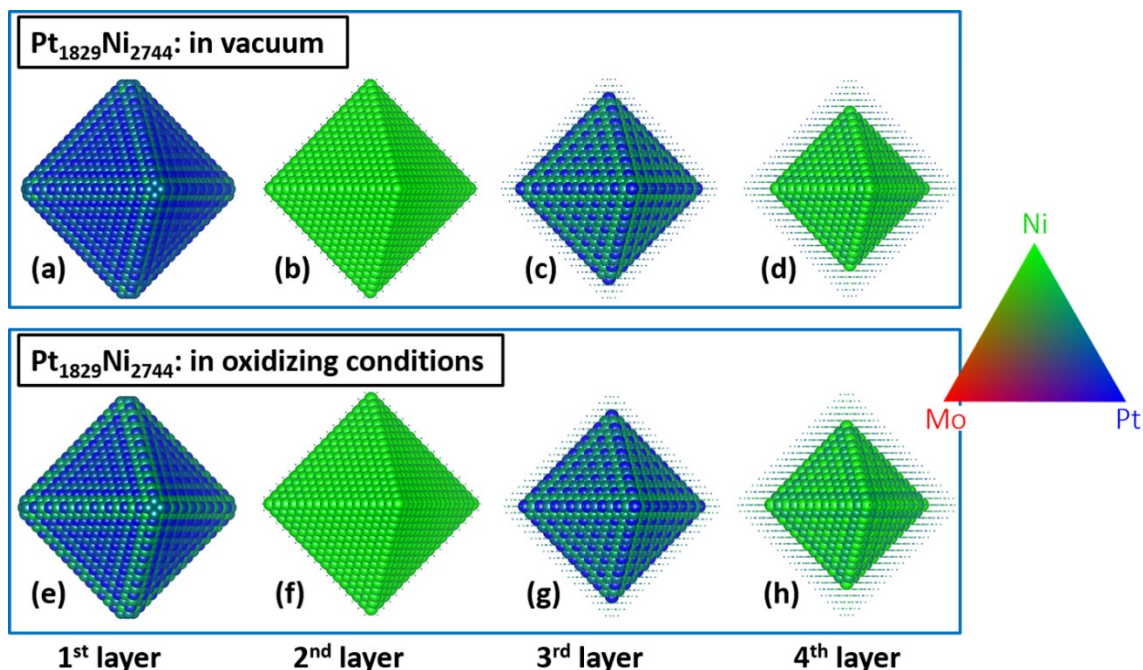 Pt1829Ni2744: in vacuum
(a) (b) (c) (d)
Ni
Mo Pt
Pt1829Ni2744: in oxidizing conditions
(e) (f) (g) (h)
1st layer 2nd layer 3rd layer 4th layer